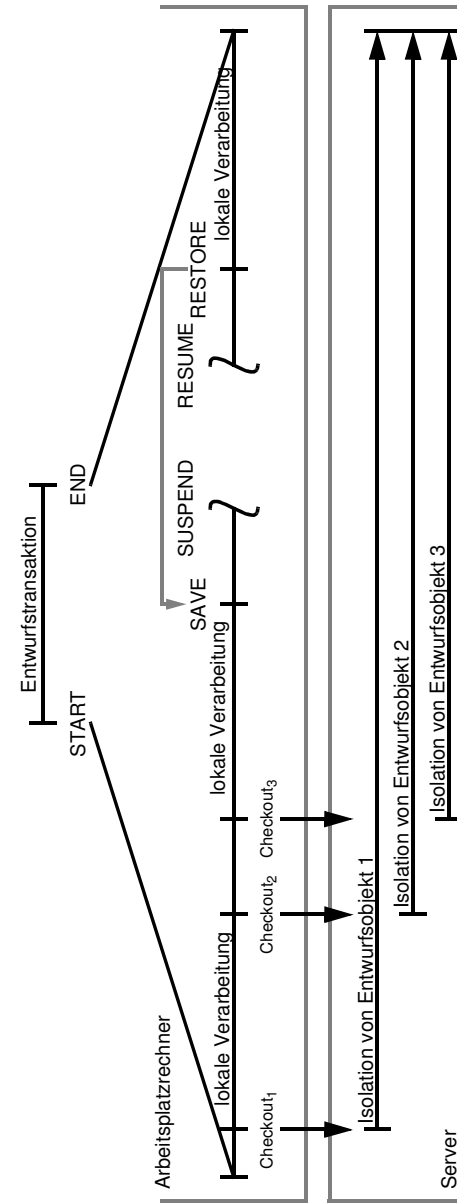 Entwurfstransaktion
START
END
Arbeitsplatzrechner
SAVE
SUSPEND
RESUME
RESTORE
lokale Verarbeitung
lokale Verarbeitung
lokale Verarbeitung
Checkout1
Checkout2
Checkout3
Isolation von Entwurfsobjekt 1
Isolation von Entwurfsobjekt 2
Isolation von Entwurfsobjekt 3
Server